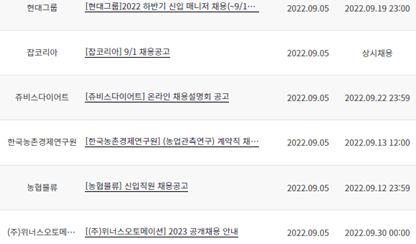 현대그룹 [현대그룹]2022 하반기 신입 매니저 채용(~9/1… 2022.09.05 2022.09.19 23:00
잡코리아 [잡코리아] 9/1 채용공고 2022.09.05 상시채용
쥬비스다이어트 [쥬비스다이어트] 온라인 채용설명회 공고 2022.09.05 2022.09.22 23:59
한국농촌경제연구원 [한국농촌경제연구원] (농업관측연구) 계약직 채… 2022.09.05 2022.09.13 12:00
농협물류 [농협물류] 신입직원 채용공고 2022.09.05 2022.09.12 23:59
(주)위너스오토메… [(주)위너스오토메이션] 2023 공개채용 안내 2022.09.05 2022.09.30 00:00